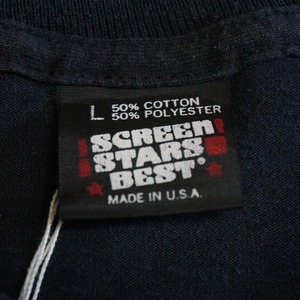 L 50% COTTON
50% POLYESTER
SCREEN
STARS
BEST®
MADE IN U.S.A.